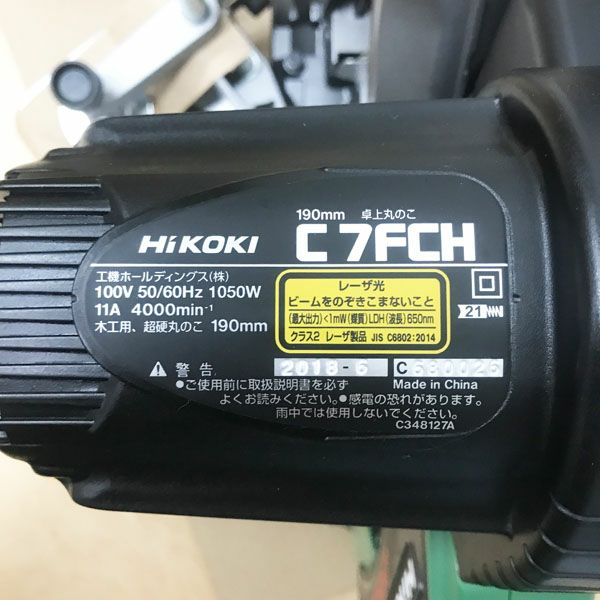 190mm 卓上丸のこ
HiKOKI C 7FCH
工機ホールディングス(株)
100V 50/60Hz 1050W
11A 4000min⁻¹
木工用、超硬丸のこ 190mm
レーザ光
ビームをのぞきこまないこと
(最大出力)<1mW(媒質)LDH(波長)650nm
クラス2 レーザ製品 JIS C6802:2014
21
警告
2018-6
C680026
Made in China
●ご使用前に取扱説明書を必ず
よくお読みください。●感電の恐れがあります。
雨中では使用しないでください。
C348127A